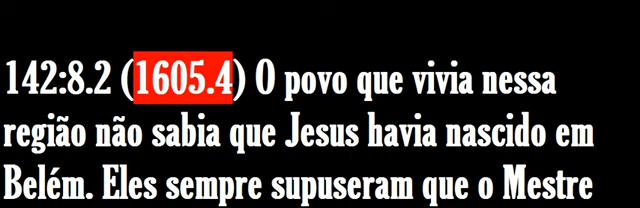 142:8.2 (1605.4) O povo que vivia nessa
região não sabia que Jesus havia nascido em
Belém. Eles sempre supuseram que o Mestre